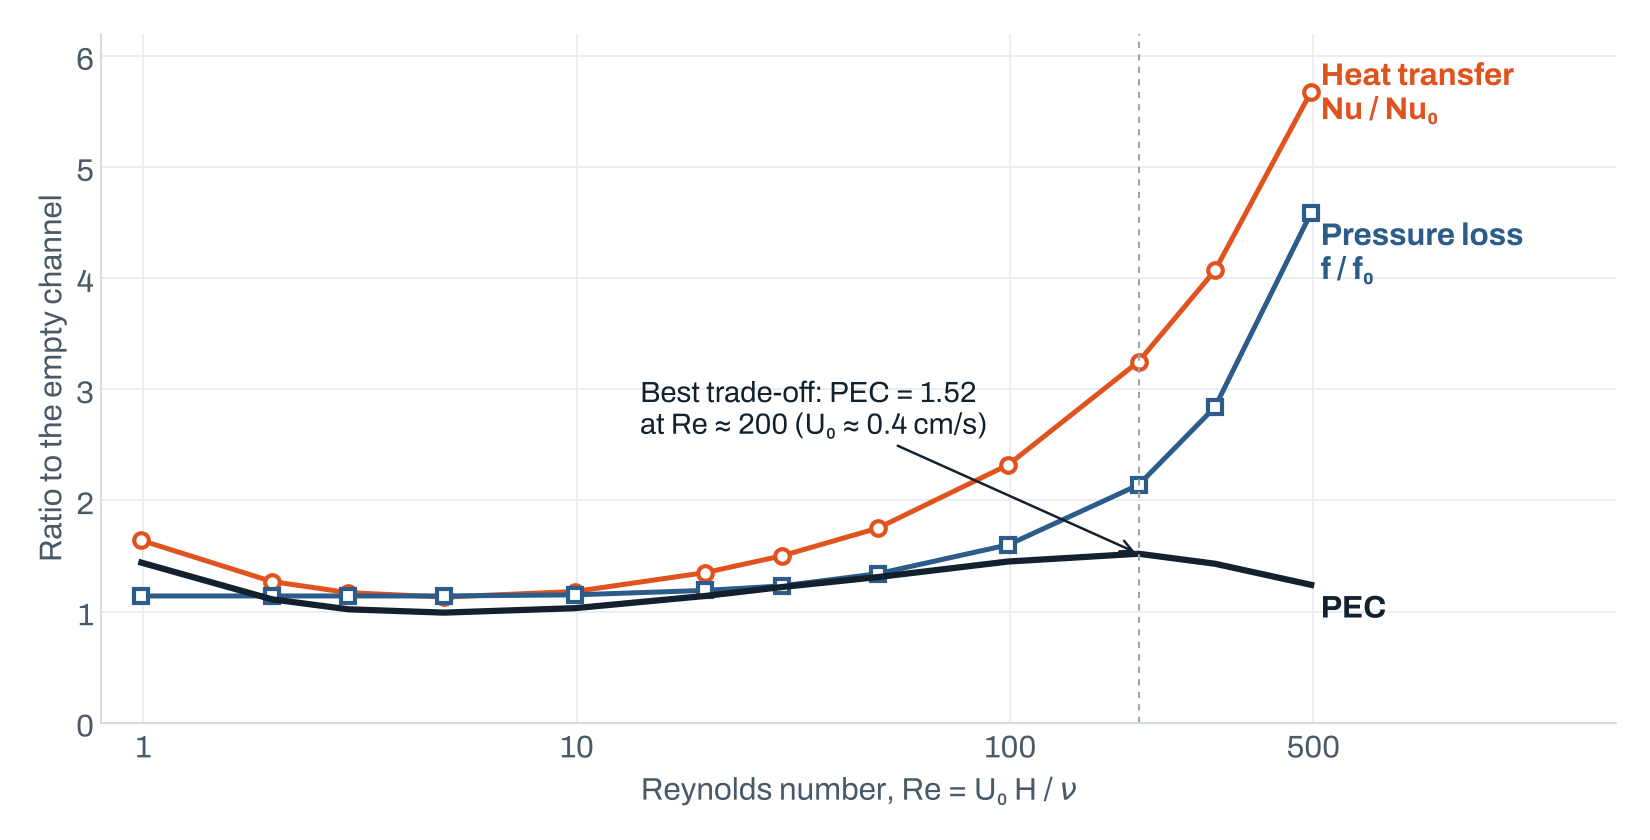 6
5
4
3
2
1
0
Ratio to the empty channel
Heat transfer
Nu / Nu₀
Pressure loss
f / f₀
Best trade-off: PEC = 1.52
at Re ≈ 200 (U₀ ≈ 0.4 cm/s)
PEC
1 10 100 500
Reynolds number, Re = U₀ H / ν